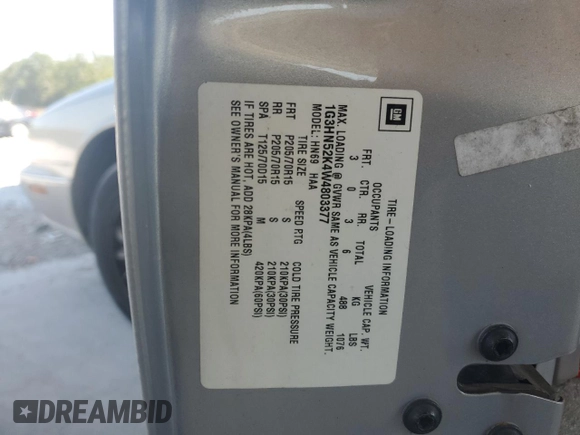 GM
TIRE-LOADING INFORMATION
OCCUPANTS VEHICLE CAP. WT.
FRT. CTR. RR. TOTAL KG LBS
3 0 3 6 488 1076
MAX. LOADING @ GVWR SAME AS VEHICLE CAPACITY WEIGHT.
1G3HN52K4W4803377
MODEL: HN69 HAA
TIRE SIZE SPEED RTG COLD TIRE PRESSURE
FRT P205/70R15 S 210KPA(30PSI)
RR P205/70R15 S 210KPA(30PSI)
SPA T125/70D15 M 420KPA(60PSI)
IF TIRES ARE HOT, ADD 28KPA(4LBS)
SEE OWNER'S MANUAL FOR MORE INFORMATION
DREAMBID